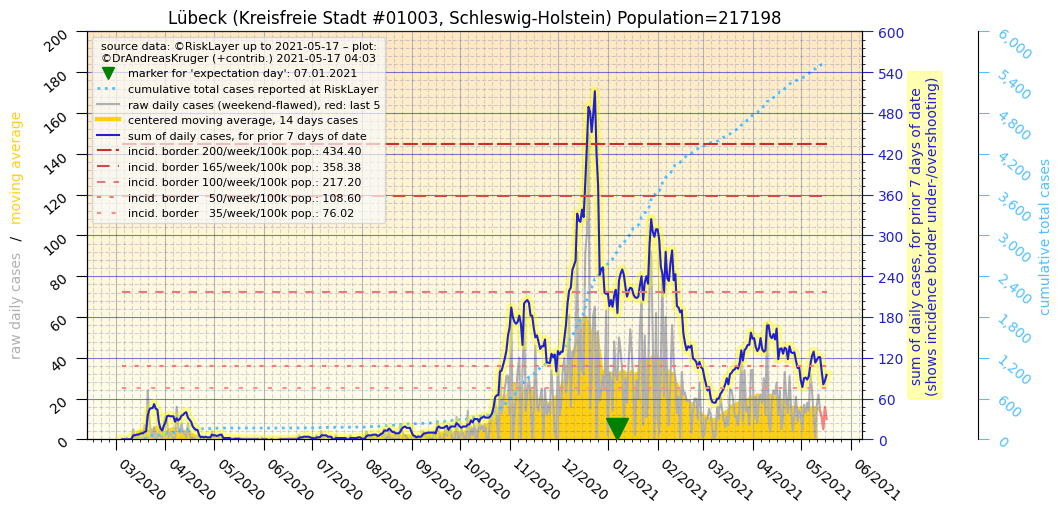 Lübeck (Kreisfreie Stadt #01003, Schleswig-Holstein) Population=217198
source data: ©RiskLayer up to 2021-05-17 – plot:
©DrAndreasKruger (+contrib.) 2021-05-17 04:03
marker for 'expectation day': 07.01.2021
cumulative total cases reported at RiskLayer
raw daily cases (weekend-flawed), red: last 5
centered moving average, 14 days cases
sum of daily cases, for prior 7 days of date
incid. border 200/week/100k pop.: 434.40
incid. border 165/week/100k pop.: 358.38
incid. border 100/week/100k pop.: 217.20
incid. border 50/week/100k pop.: 108.60
incid. border 35/week/100k pop.: 76.02
raw daily cases / moving average
200
180
160
140
120
100
80
60
40
20
0
03/2020
04/2020
05/2020
06/2020
07/2020
08/2020
09/2020
10/2020
11/2020
12/2020
01/2021
02/2021
03/2021
04/2021
05/2021
06/2021
600
540
480
420
360
300
240
180
120
60
0
sum of daily cases, for prior 7 days of date
(shows incidence border under-/overshooting)
6,000
5,400
4,800
4,200
3,600
3,000
2,400
1,800
1,200
600
0
cumulative total cases